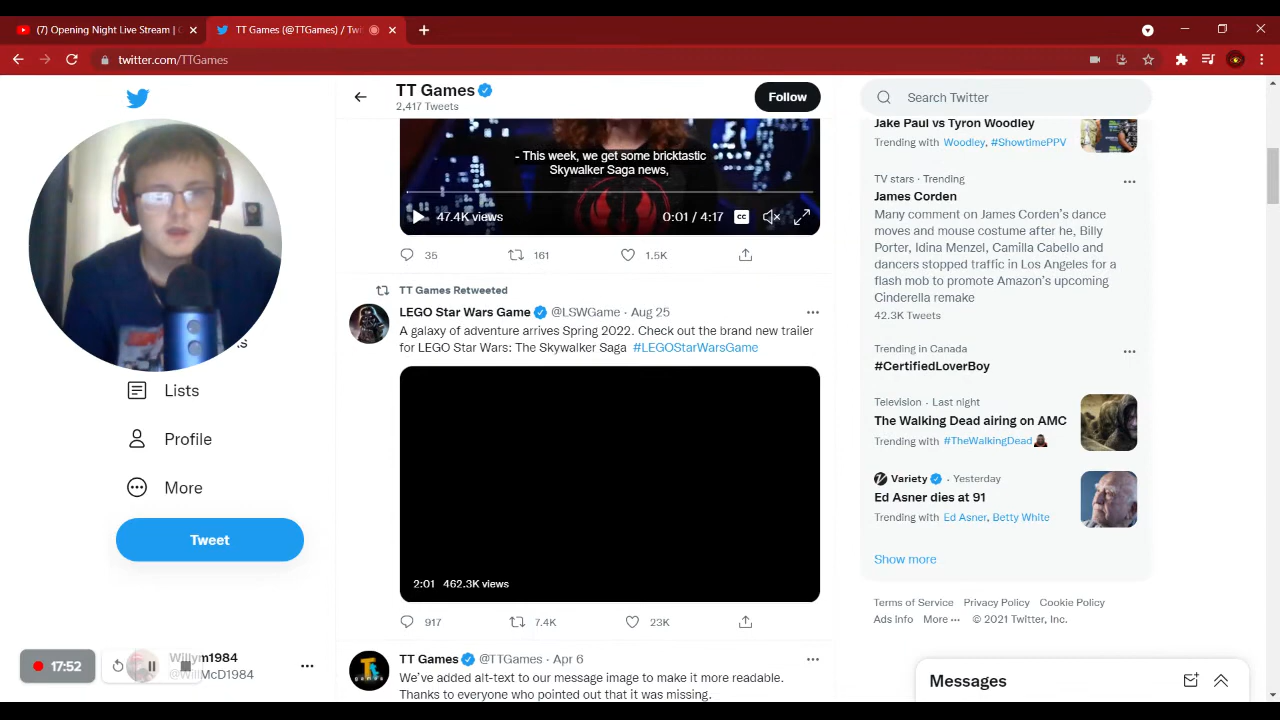 (7) Opening Night Live Stream |
TT Games (@TTGames) / Twi
twitter.com/TTGames
TT Games
2,417 Tweets
Follow
Search Twitter
- This week, we get some bricktastic
Skywalker Saga news,
47.4K views
0:01 / 4:17
CC
35
161
1.5K
TT Games Retweeted
LEGO Star Wars Game @LSWGame · Aug 25
A galaxy of adventure arrives Spring 2022. Check out the brand new trailer
for LEGO Star Wars: The Skywalker Saga #LEGOStarWarsGame
2:01 462.3K views
917
7.4K
23K
TT Games @TTGames · Apr 6
We've added alt-text to our message image to make it more readable.
Thanks to everyone who pointed out that it was missing.
Lists
Profile
More
Tweet
17:52
Willym1984
Jake Paul vs Tyron Woodley
Trending with Woodley, #ShowtimePPV
TV stars · Trending
James Corden
Many comment on James Corden's dance
moves and mouse costume after he, Billy
Porter, Idina Menzel, Camilla Cabello and
dancers stopped traffic in Los Angeles for a
flash mob to promote Amazon's upcoming
Cinderella remake
42.3K Tweets
Trending in Canada
#CertifiedLoverBoy
Television · Last night
The Walking Dead airing on AMC
Trending with #TheWalkingDead
Variety · Yesterday
Ed Asner dies at 91
Trending with Ed Asner, Betty White
Show more
Terms of Service Privacy Policy Cookie Policy
Ads Info More ··· © 2021 Twitter, Inc.
Messages